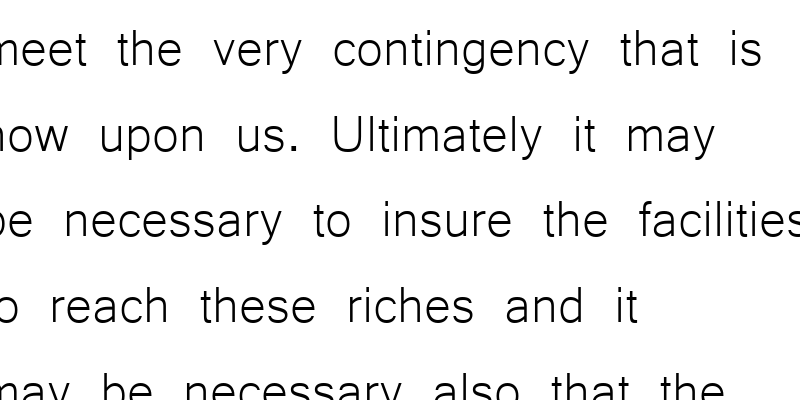 meet the very contingency that is
now upon us. Ultimately it may
be necessary to insure the facilities
to reach these riches and it
may be necessary also that the